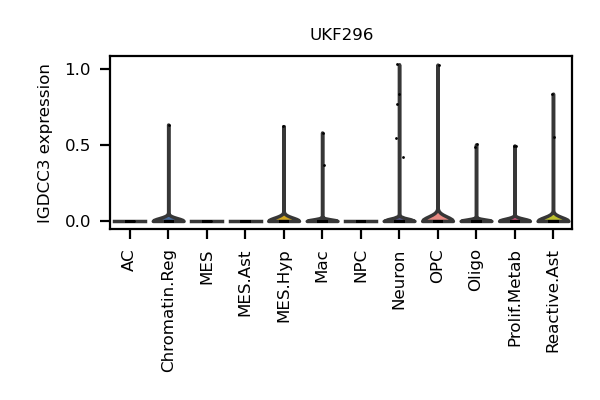 UKF296
IGDCC3 expression
1.0
0.5
0.0
AC
Chromatin.Reg
MES
MES.Ast
MES.Hyp
Mac
NPC
Neuron
OPC
Oligo
Prolif.Metab
Reactive.Ast